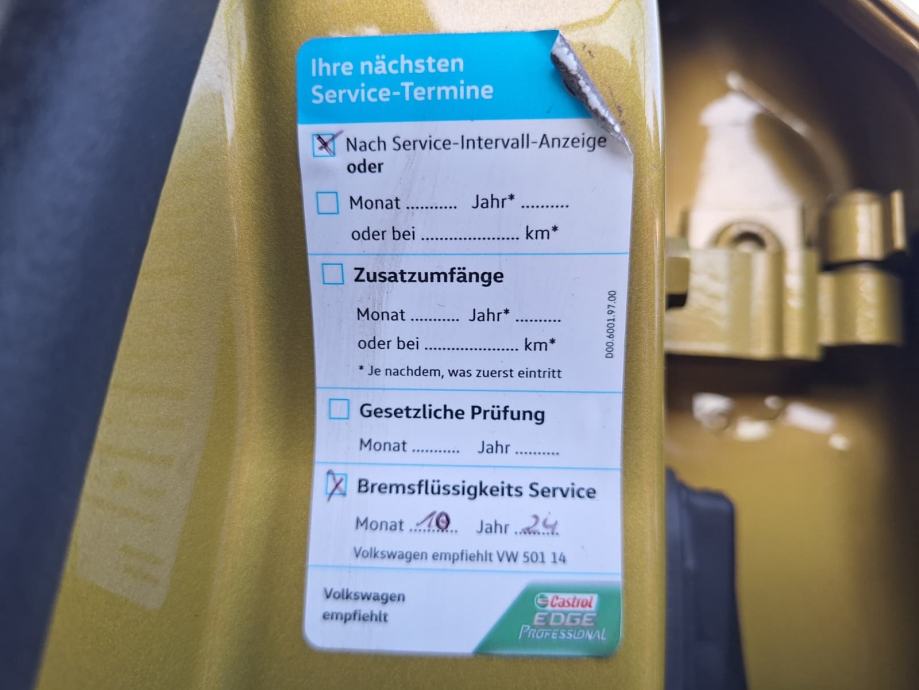 Ihre nächsten
Service-Termine
Nach Service-Intervall-Anzeige
oder
Monat ........... Jahr* ..........
oder bei ...................... km*
Zusatzumfänge
Monat ........... Jahr* ..........
oder bei ..................... km*
* Je nachdem, was zuerst eintritt
D00.6001.97.00
Gesetzliche Prüfung
Monat ........... Jahr ..........
Bremsflüssigkeits Service
Monat 10 Jahr 24
Volkswagen empfiehlt VW 501 14
Volkswagen
empfiehlt
Castrol
EDGE
PROFESSIONAL